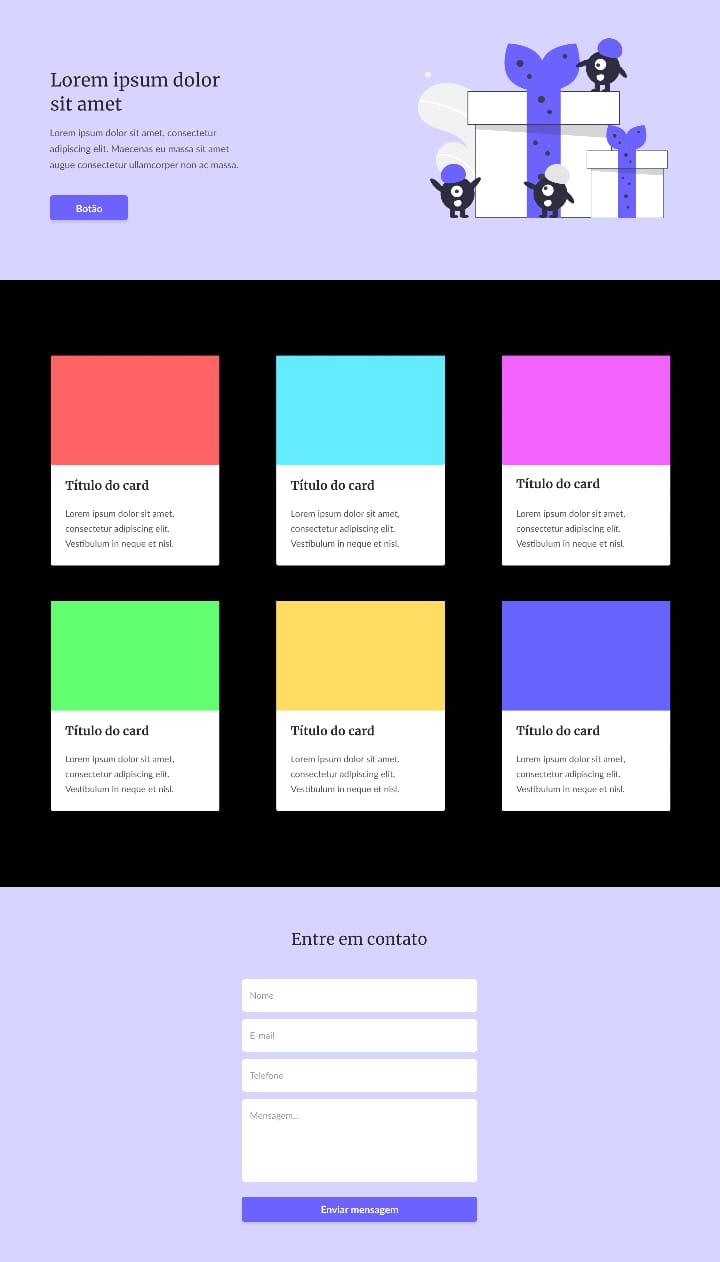 Lorem ipsum dolor
sit amet
Lorem ipsum dolor sit amet, consectetur
adipiscing elit. Maecenas eu massa sit amet
augue consectetur ullamcorper non ac massa.
Botão
Título do card
Lorem ipsum dolor sit amet,
consectetur adipiscing elit.
Vestibulum in neque et nisl.
Título do card
Lorem ipsum dolor sit amet,
consectetur adipiscing elit.
Vestibulum in neque et nisl.
Título do card
Lorem ipsum dolor sit amet,
consectetur adipiscing elit.
Vestibulum in neque et nisl.
Título do card
Lorem ipsum dolor sit amet,
consectetur adipiscing elit.
Vestibulum in neque et nisl.
Título do card
Lorem ipsum dolor sit amet,
consectetur adipiscing elit.
Vestibulum in neque et nisl.
Título do card
Lorem ipsum dolor sit amet,
consectetur adipiscing elit.
Vestibulum in neque et nisl.
Entre em contato
Nome
E-mail
Telefone
Mensagem...
Enviar mensagem